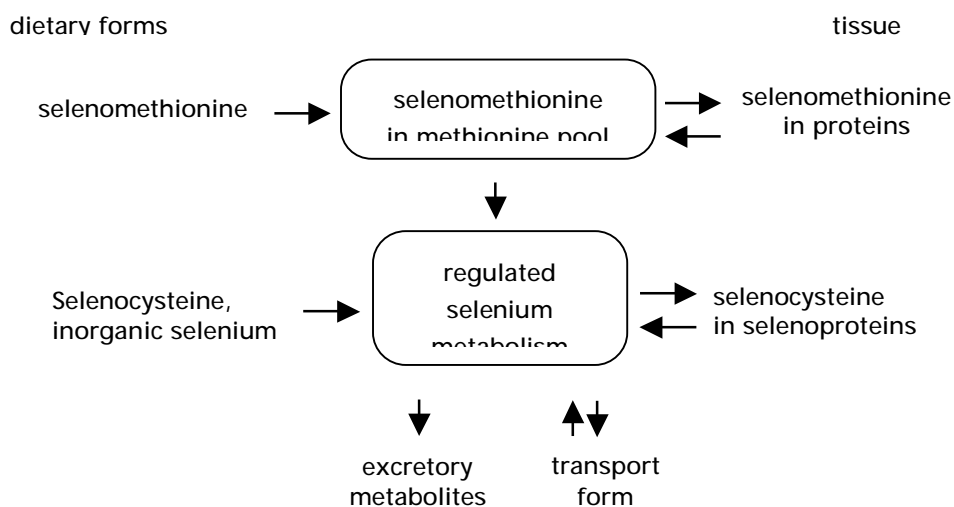 dietary forms
tissue
selenomethionine
selenomethionine
in methionine pool
selenomethionine
in proteins
Selenocysteine,
inorganic selenium
regulated
selenium
metabolism
selenocysteine
in selenoproteins
excretory
metabolites
transport
form